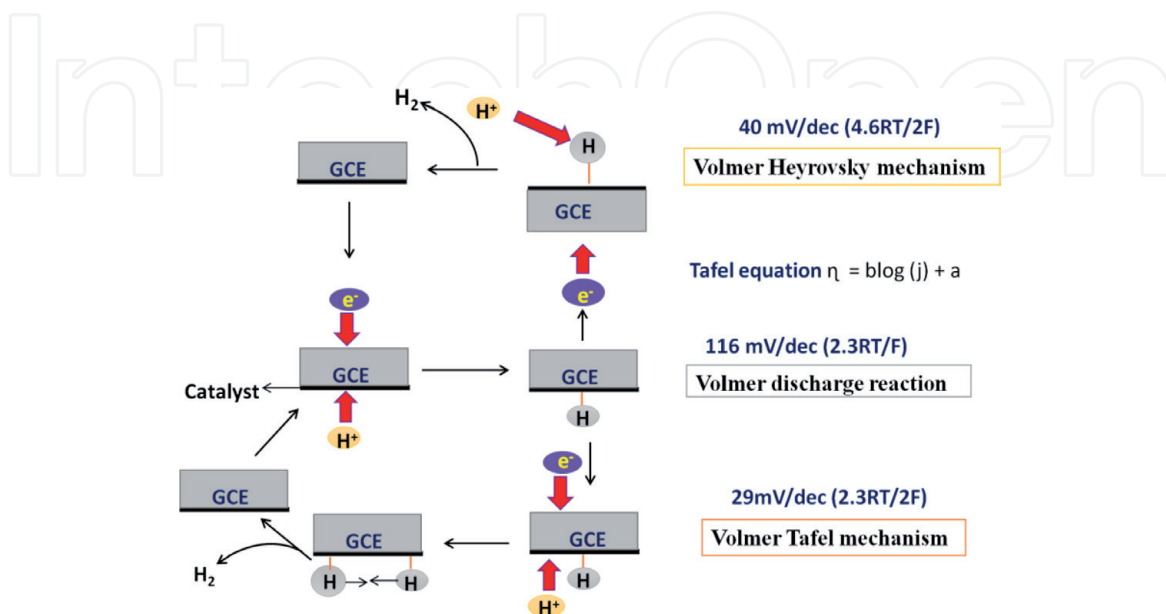 IntechOpen
H₂
H⁺
H
GCE
GCE
40 mV/dec (4.6RT/2F)
Volmer Heyrovsky mechanism
e⁻
e⁻
Tafel equation η = blog (j) + a
GCE
Catalyst
H⁺
GCE
H
116 mV/dec (2.3RT/F)
Volmer discharge reaction
e⁻
GCE
GCE
H
H
H₂
GCE
H
H⁺
29mV/dec (2.3RT/2F)
Volmer Tafel mechanism